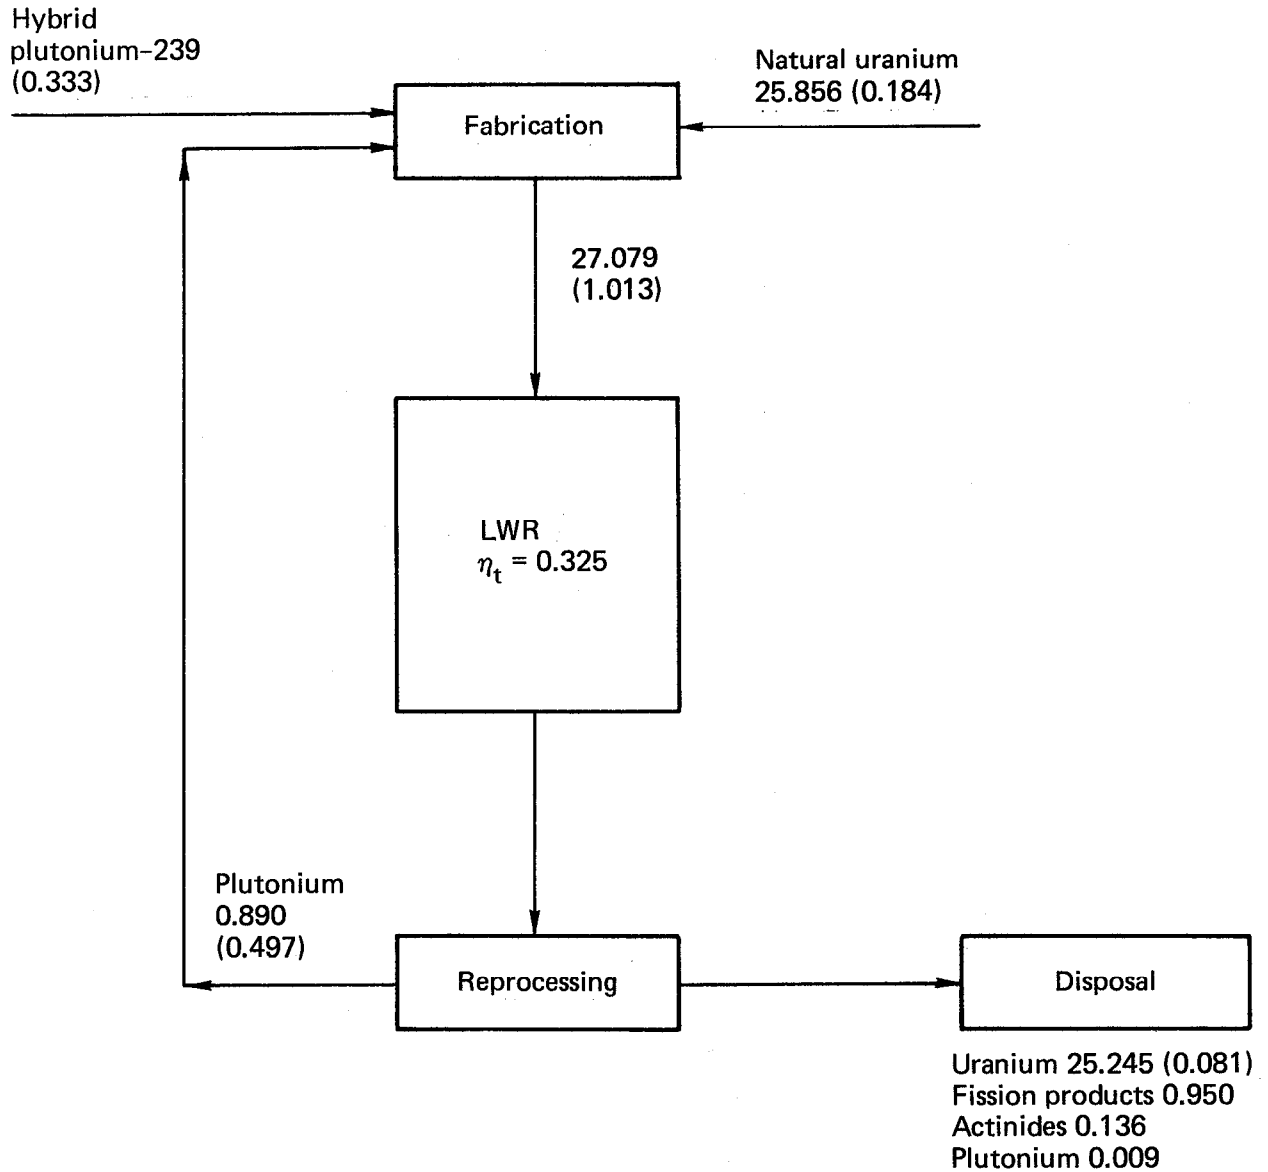 Hybrid
plutonium-239
(0.333)
Natural uranium
25.856 (0.184)
Fabrication
27.079
(1.013)
LWR
ηt = 0.325
Plutonium
0.890
(0.497)
Reprocessing
Disposal
Uranium 25.245 (0.081)
Fission products 0.950
Actinides 0.136
Plutonium 0.009